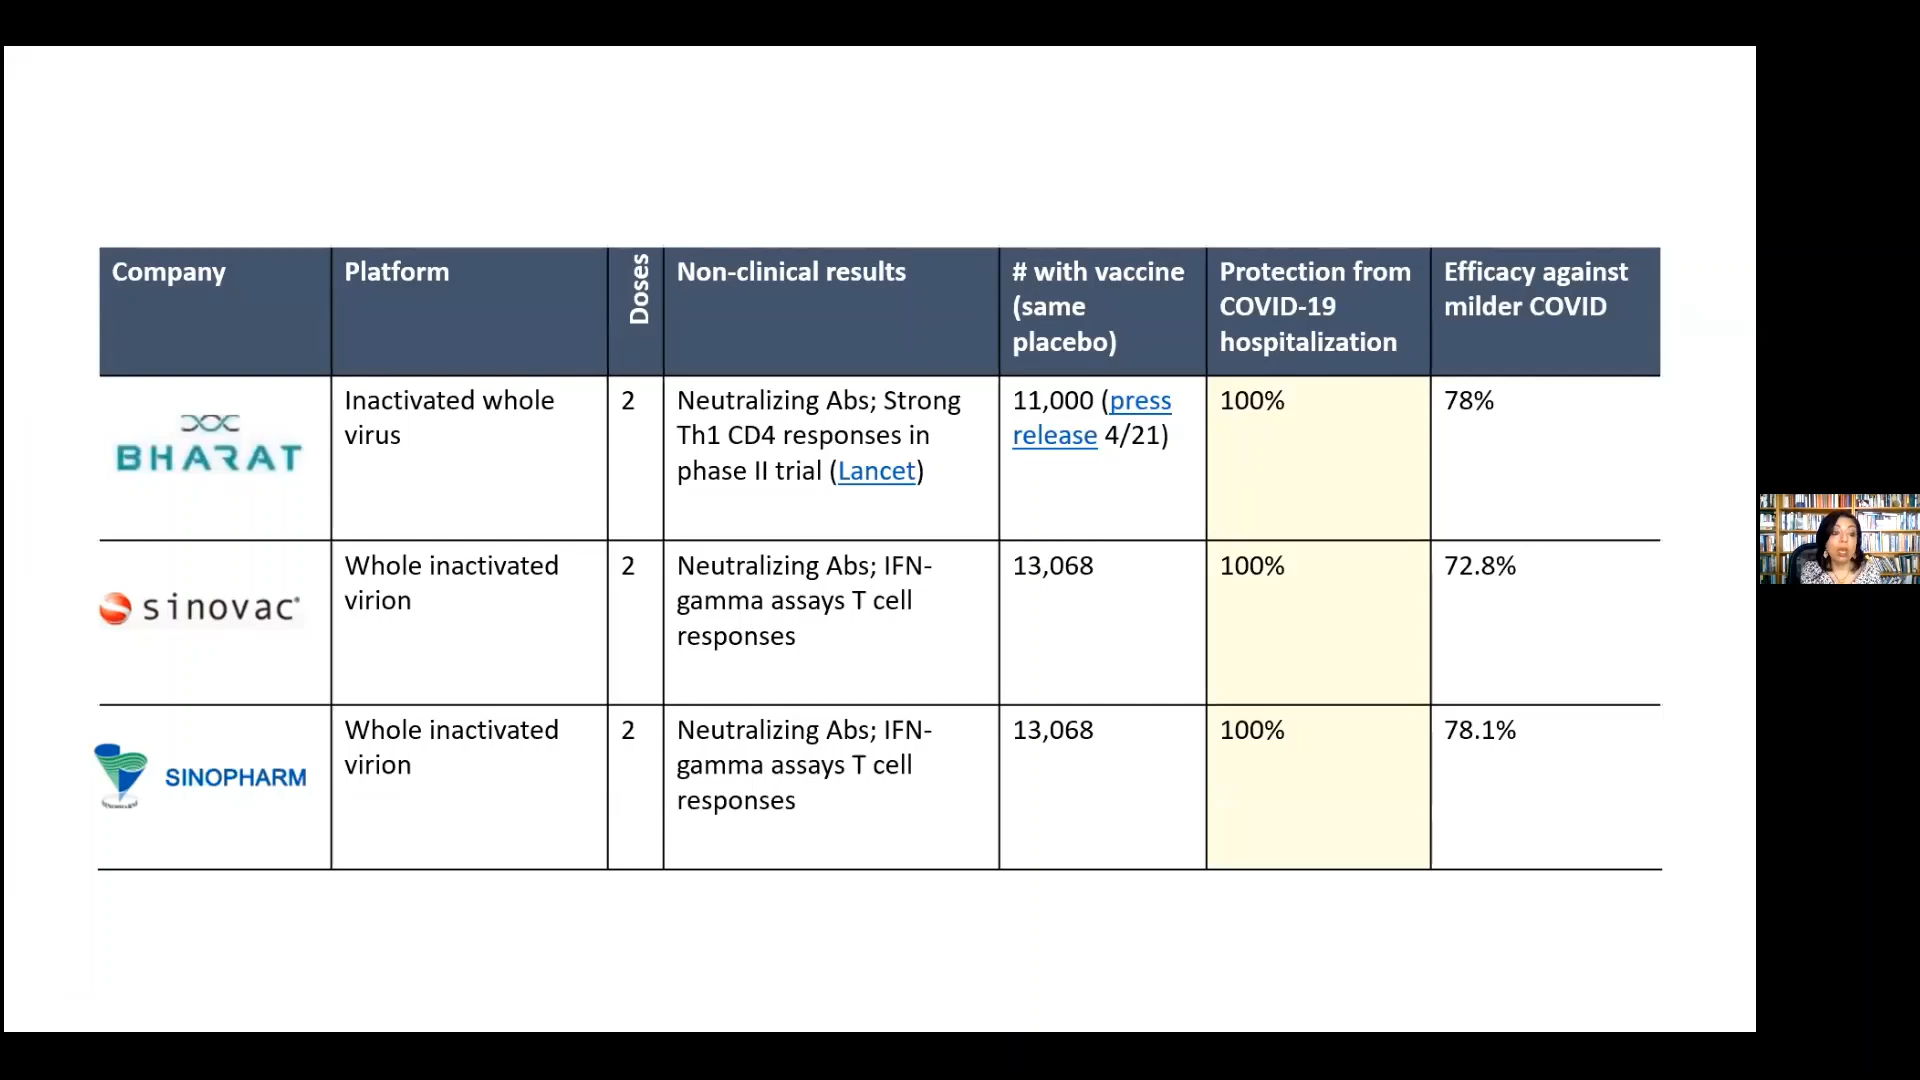 Company
Platform
Doses
Non-clinical results
# with vaccine
(same
placebo)
Protection from
COVID-19
hospitalization
Efficacy against
milder COVID
BHARAT
Inactivated whole
virus
2
Neutralizing Abs; Strong
Th1 CD4 responses in
phase II trial (Lancet)
11,000 (press
release 4/21)
100%
78%
sinovac
Whole inactivated
virion
2
Neutralizing Abs; IFN-
gamma assays T cell
responses
13,068
100%
72.8%
SINOPHARM
Whole inactivated
virion
2
Neutralizing Abs; IFN-
gamma assays T cell
responses
13,068
100%
78.1%